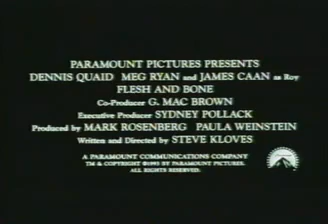 PARAMOUNT PICTURES PRESENTS
DENNIS QUAID MEG RYAN and JAMES CAAN as Roy
FLESH AND BONE
Co-Producer G. MAC BROWN
Executive Producer SYDNEY POLLACK
Produced by MARK ROSENBERG PAULA WEINSTEIN
Written and Directed by STEVE KLOVES
A PARAMOUNT COMMUNICATIONS COMPANY
TM & COPYRIGHT ©1993 BY PARAMOUNT PICTURES.
ALL RIGHTS RESERVED.